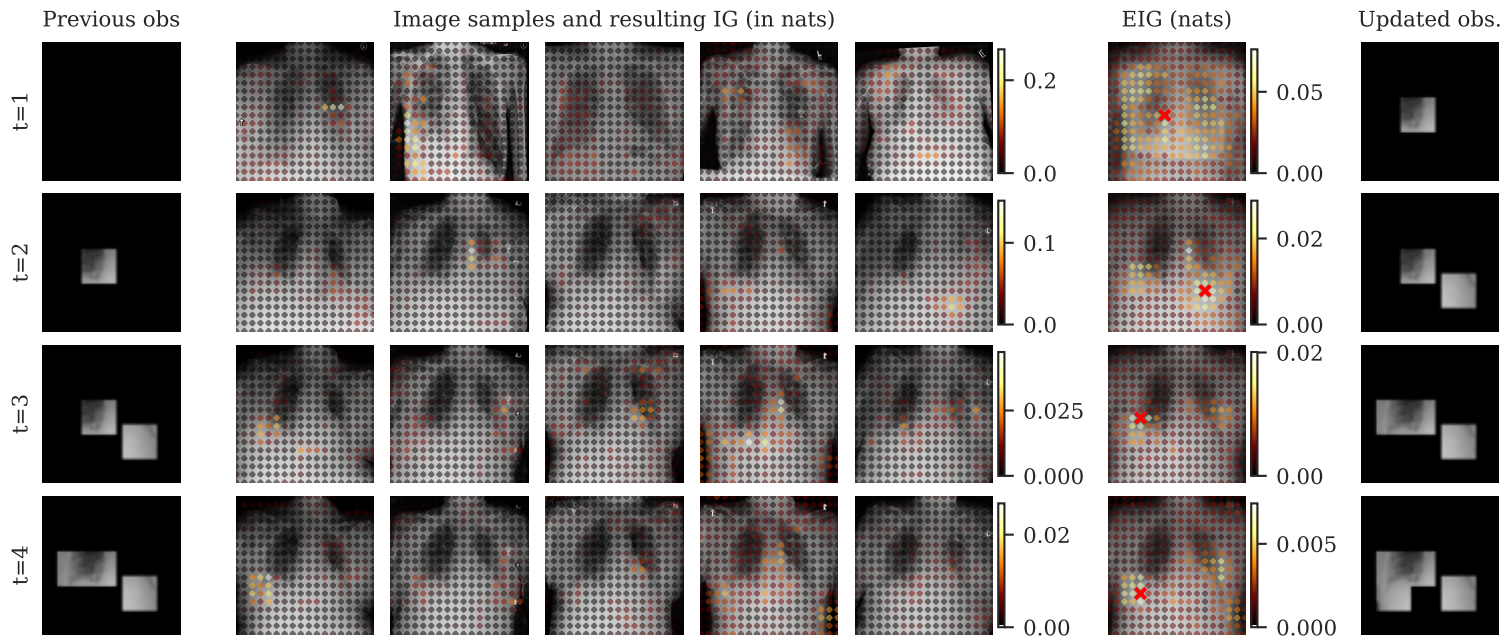 Previous obs
Image samples and resulting IG (in nats)
EIG (nats)
Updated obs.
t=1
0.2
0.0
0.05
0.00
t=2
0.1
0.0
0.02
0.00
t=3
0.025
0.000
0.02
0.00
t=4
0.02
0.00
0.005
0.000